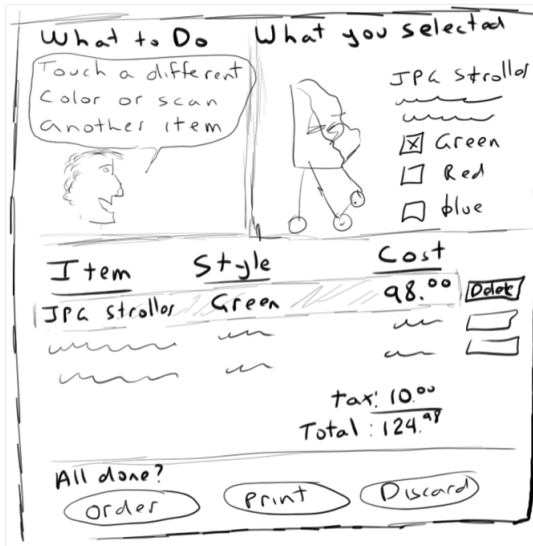 What to Do
Touch a different
color or scan
another item
What you selected
JPG Stroller
Green
Red
blue
Item Style Cost
JPG Stroller Green 98.00 Delete
tax: 10.00
Total: 124.98
All done?
Order Print Discard